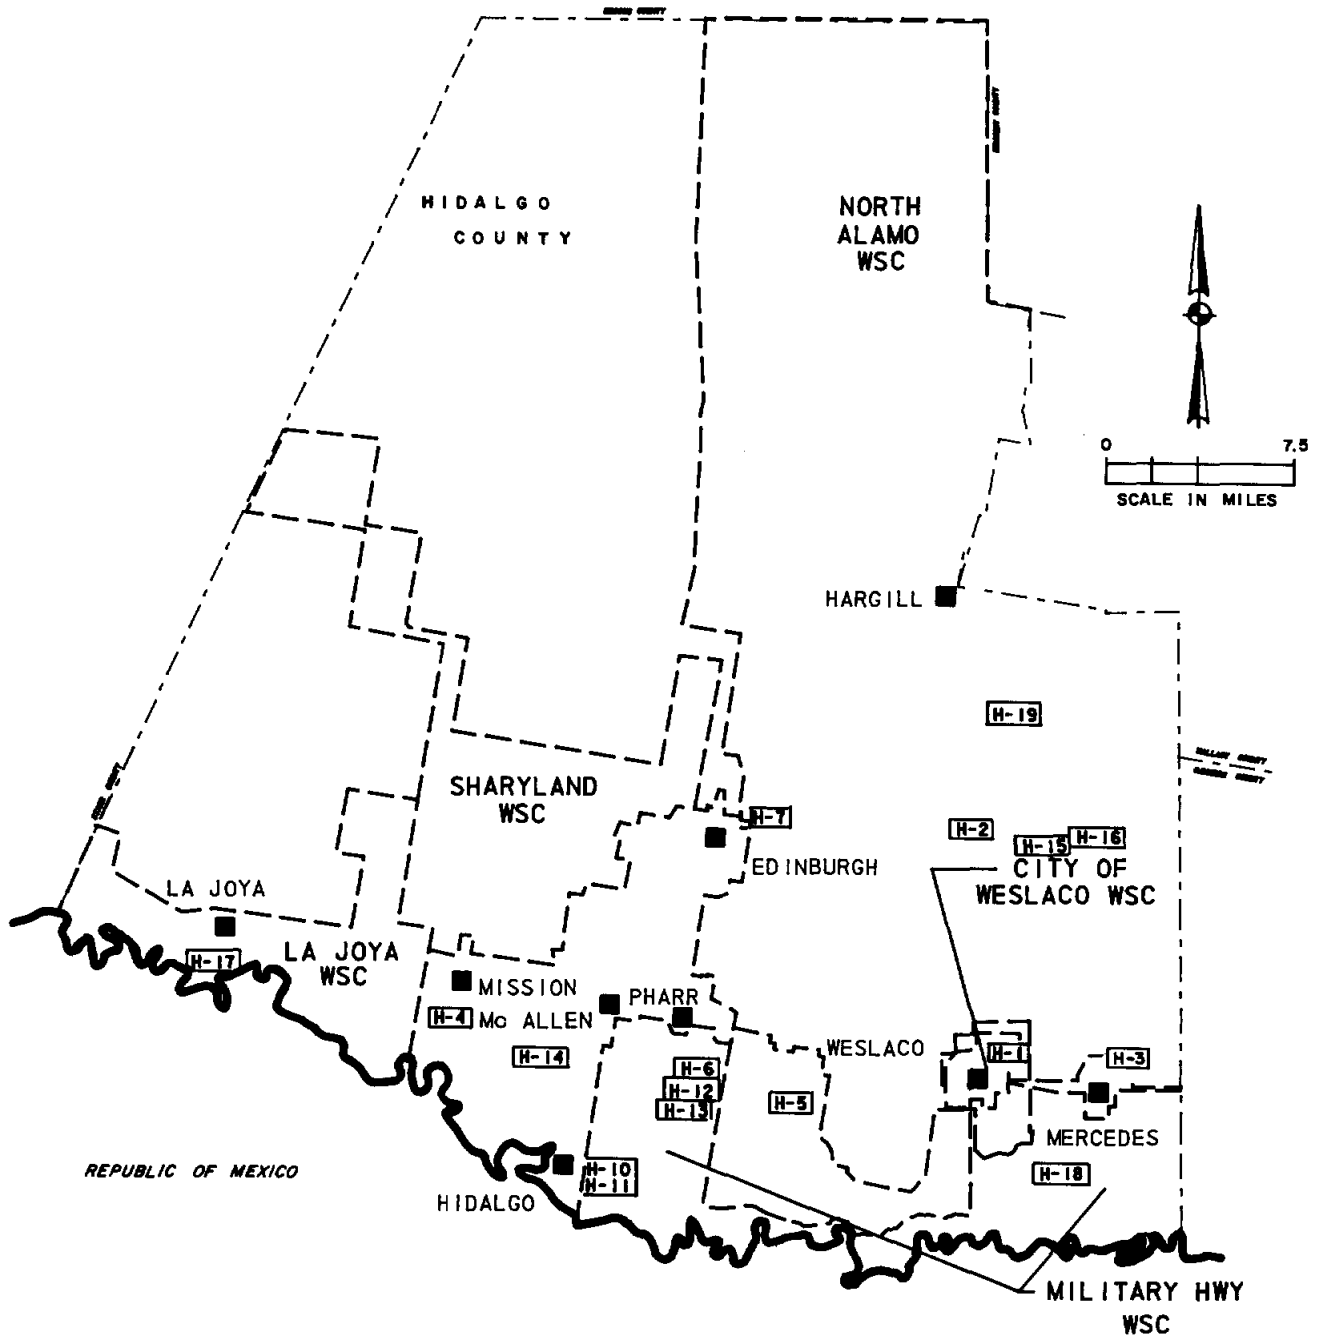 HIDALGO
COUNTY
NORTH
ALAMO
WSC
0 7.5
SCALE IN MILES
HARGILL
H-19
SHARYLAND
WSC
H-7
H-2
H-15
H-16
EDINBURGH
CITY OF
WESLACO WSC
LA JOYA
H-17
LA JOYA
WSC
MISSION
H-4
Mc ALLEN
PHARR
H-14
WESLACO
H-1
H-3
H-6
H-12
H-13
H-5
MERCEDES
H-18
REPUBLIC OF MEXICO
H-10
H-11
HIDALGO
MILITARY HWY
WSC